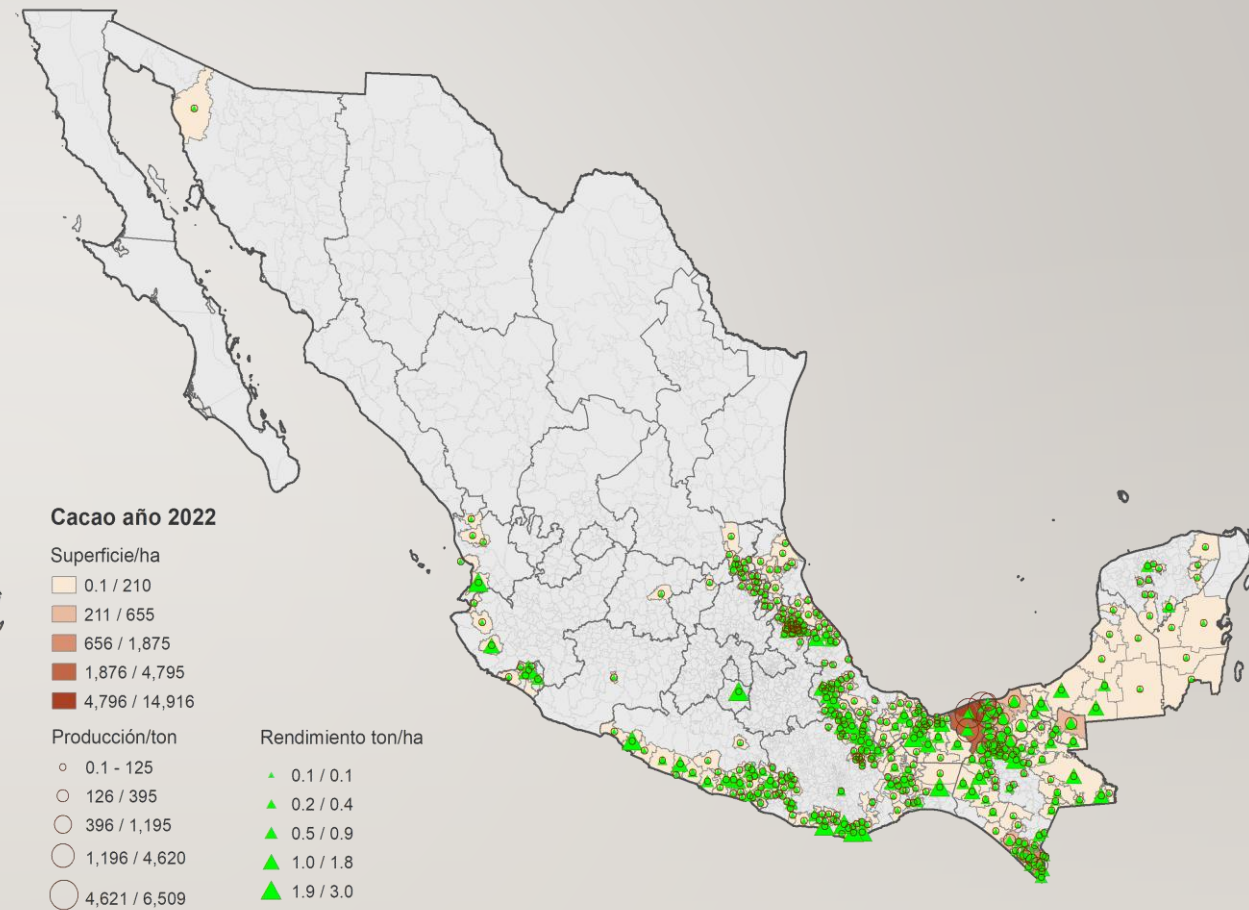 Cacao año 2022
Superficie/ha
0.1 / 210
211 / 655
656 / 1,875
1,876 / 4,795
4,796 / 14,916
Producción/ton
0.1 - 125
126 / 395
396 / 1,195
1,196 / 4,620
4,621 / 6,509
Rendimiento ton/ha
0.1 / 0.1
0.2 / 0.4
0.5 / 0.9
1.0 / 1.8
1.9 / 3.0